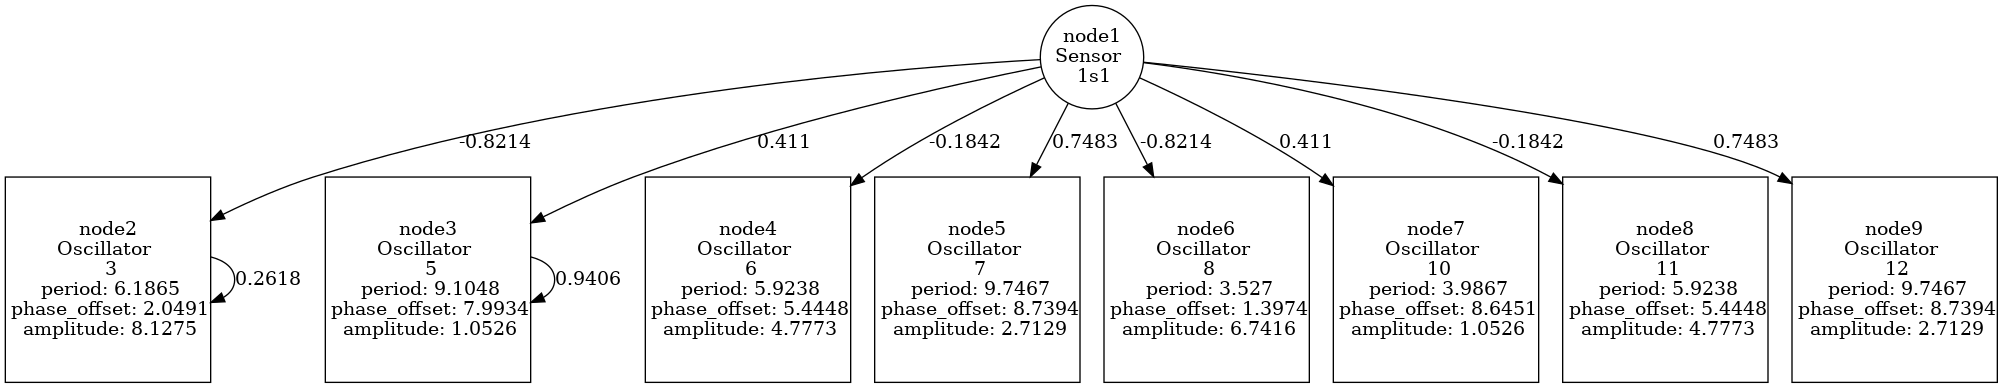 node1
Sensor
1s1
-0.8214
0.411
-0.1842
0.7483
-0.8214
0.411
-0.1842
0.7483
node2
Oscillator
3
period: 6.1865
phase_offset: 2.0491
amplitude: 8.1275
0.2618
node3
Oscillator
5
period: 9.1048
phase_offset: 7.9934
amplitude: 1.0526
0.9406
node4
Oscillator
6
period: 5.9238
phase_offset: 5.4448
amplitude: 4.7773
node5
Oscillator
7
period: 9.7467
phase_offset: 8.7394
amplitude: 2.7129
node6
Oscillator
8
period: 3.527
phase_offset: 1.3974
amplitude: 6.7416
node7
Oscillator
10
period: 3.9867
phase_offset: 8.6451
amplitude: 1.0526
node8
Oscillator
11
period: 5.9238
phase_offset: 5.4448
amplitude: 4.7773
node9
Oscillator
12
period: 9.7467
phase_offset: 8.7394
amplitude: 2.7129